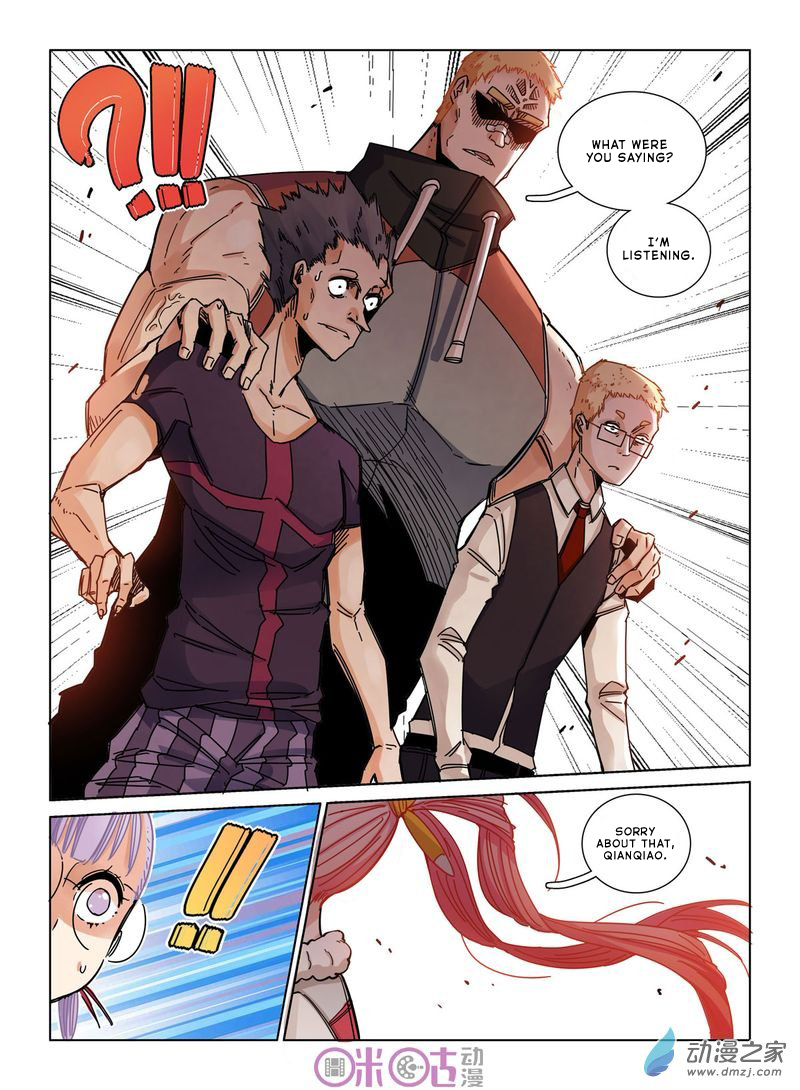 ?!!
WHAT WERE
YOU SAYING?
I'M
LISTENING.
!!
SORRY
ABOUT THAT,
QIANQIAO.
咪咕动漫
动漫之家
www.dmzj.com